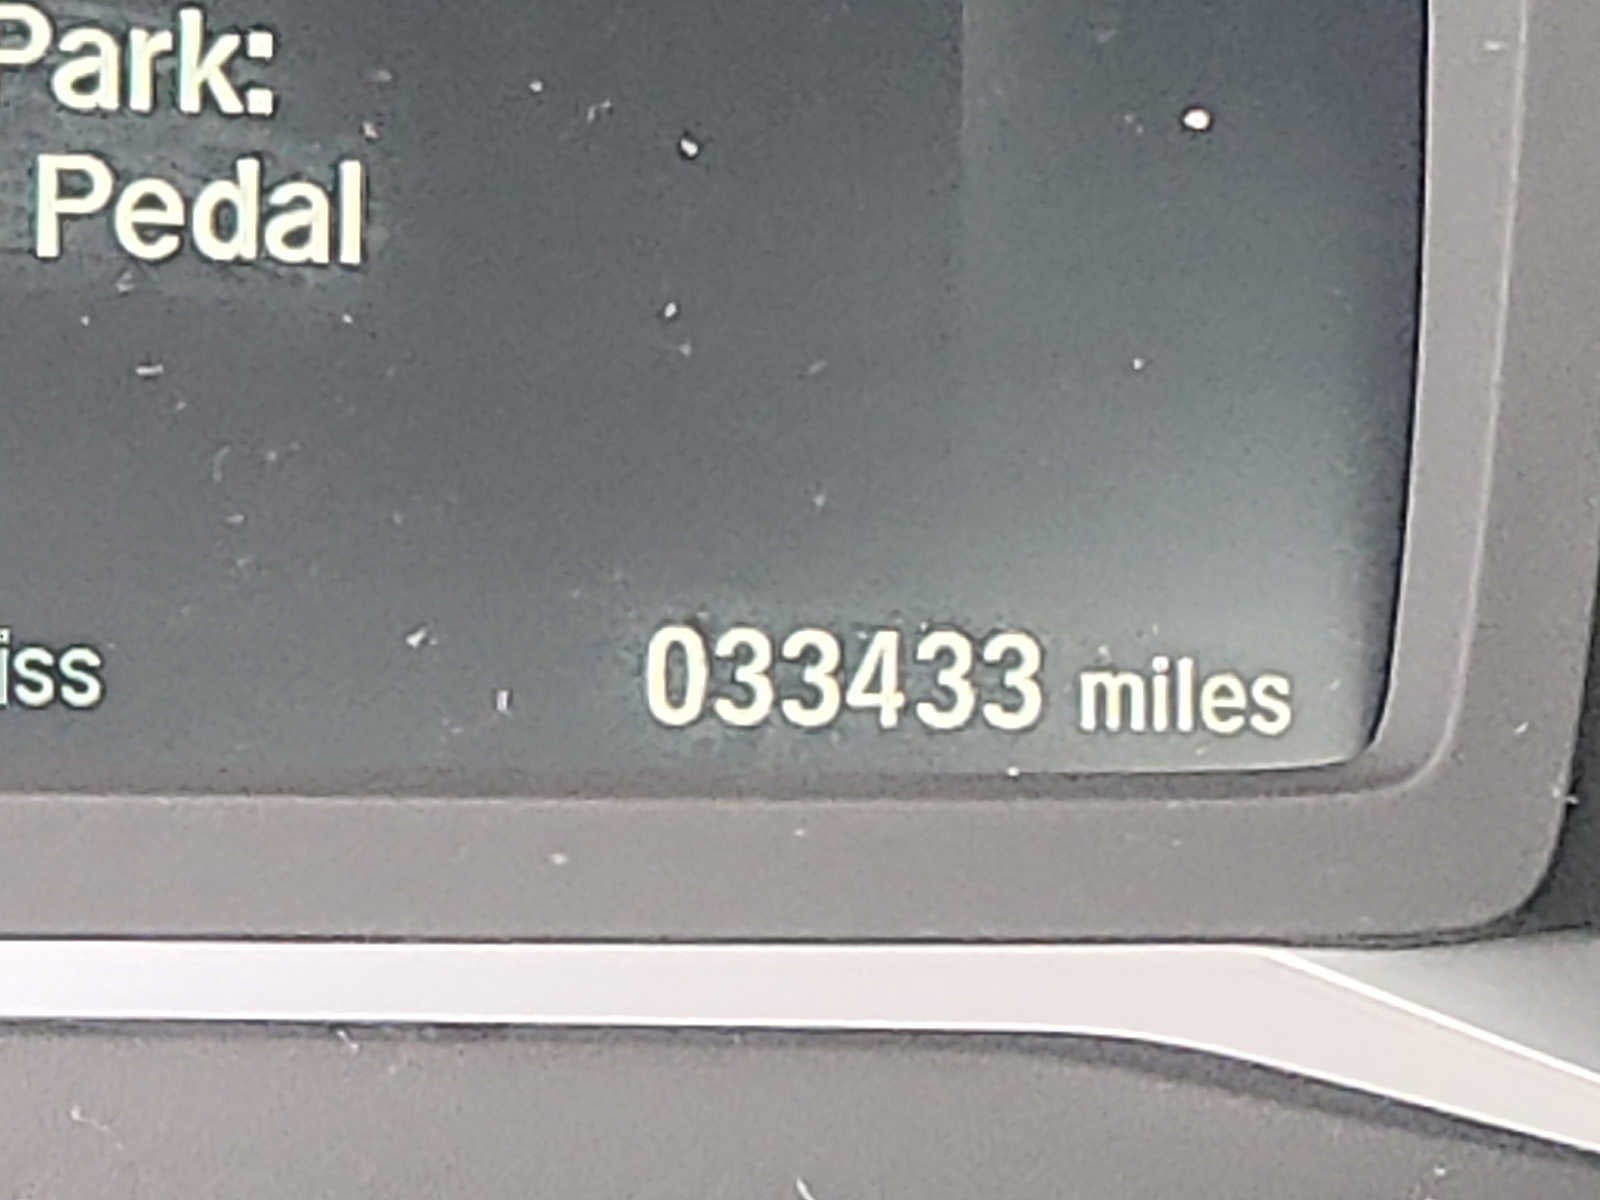 Park:
Pedal
iss
033433 miles